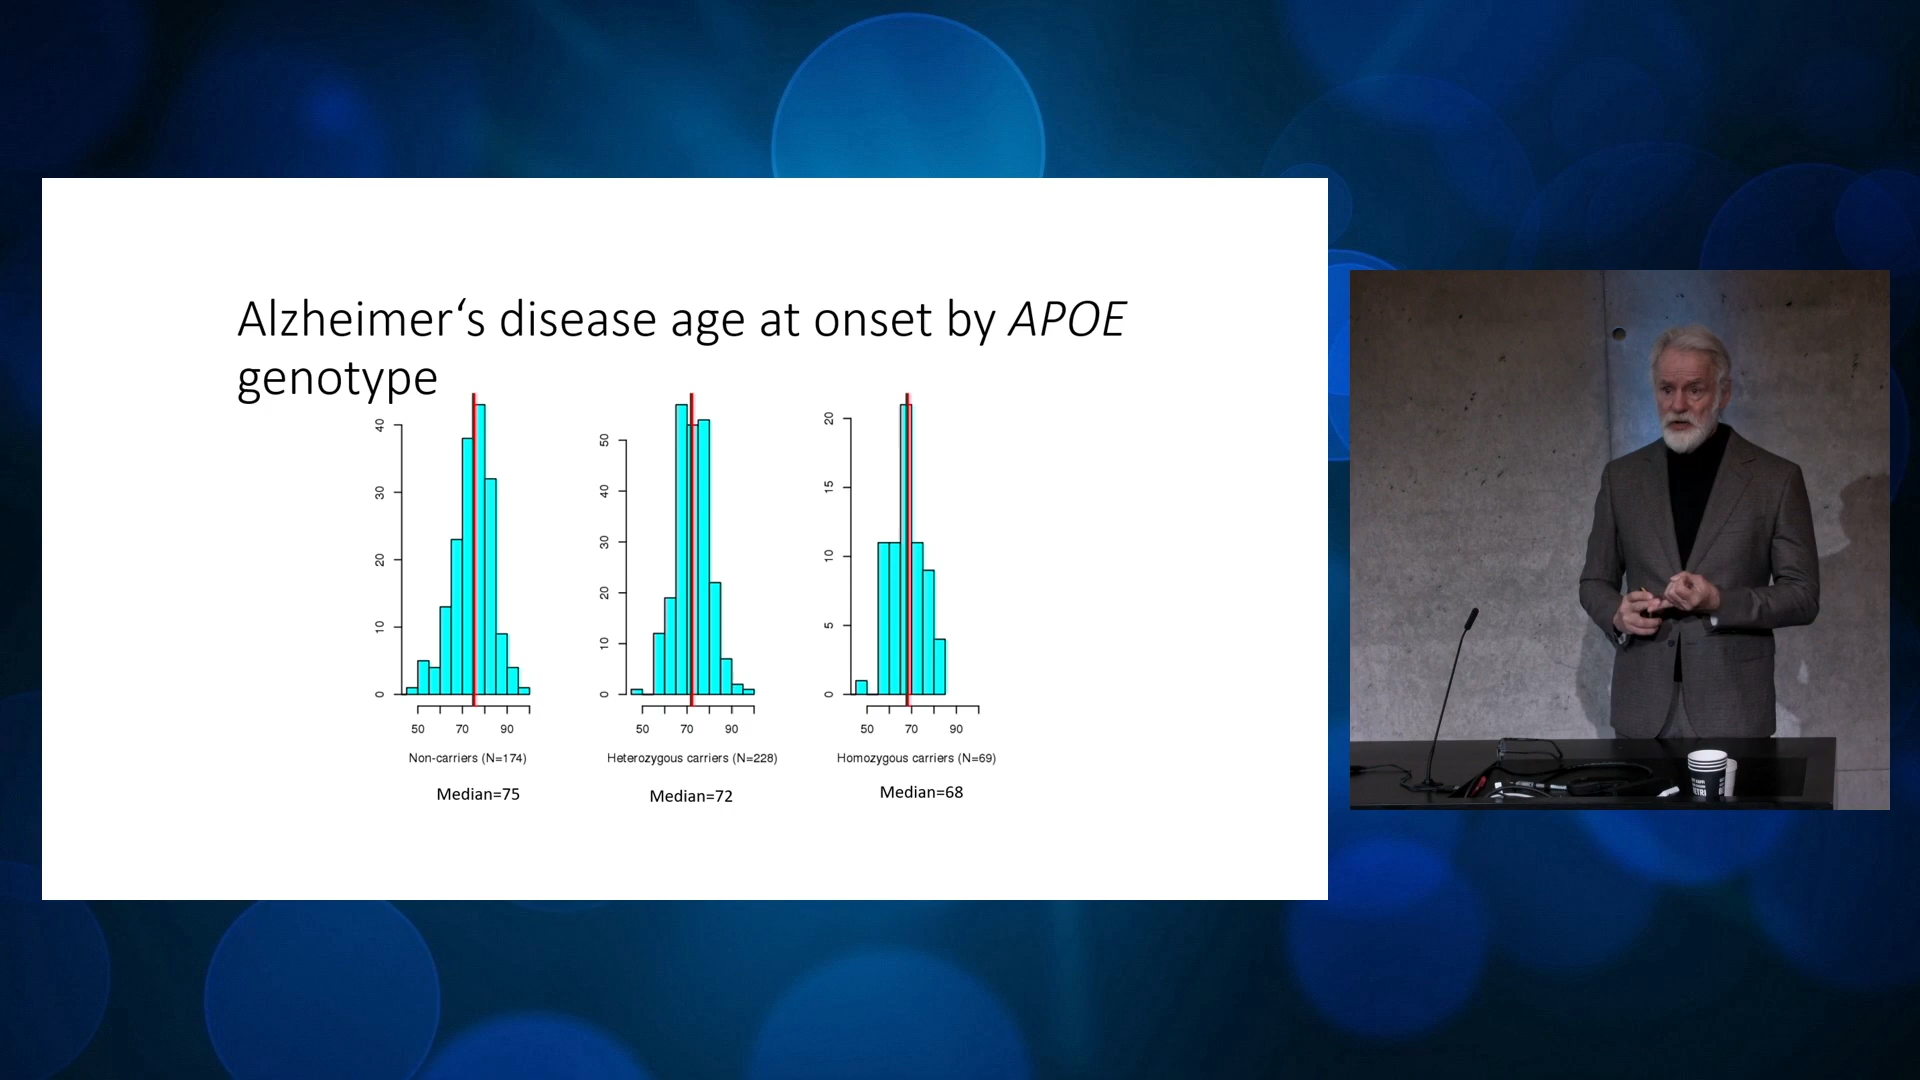 Alzheimer‘s disease age at onset by APOE
genotype
0 10 20 30 40
50 70 90
Non-carriers (N=174)
Median=75
0 10 20 30 40 50
50 70 90
Heterozygous carriers (N=228)
Median=72
0 5 10 15 20
50 70 90
Homozygous carriers (N=69)
Median=68